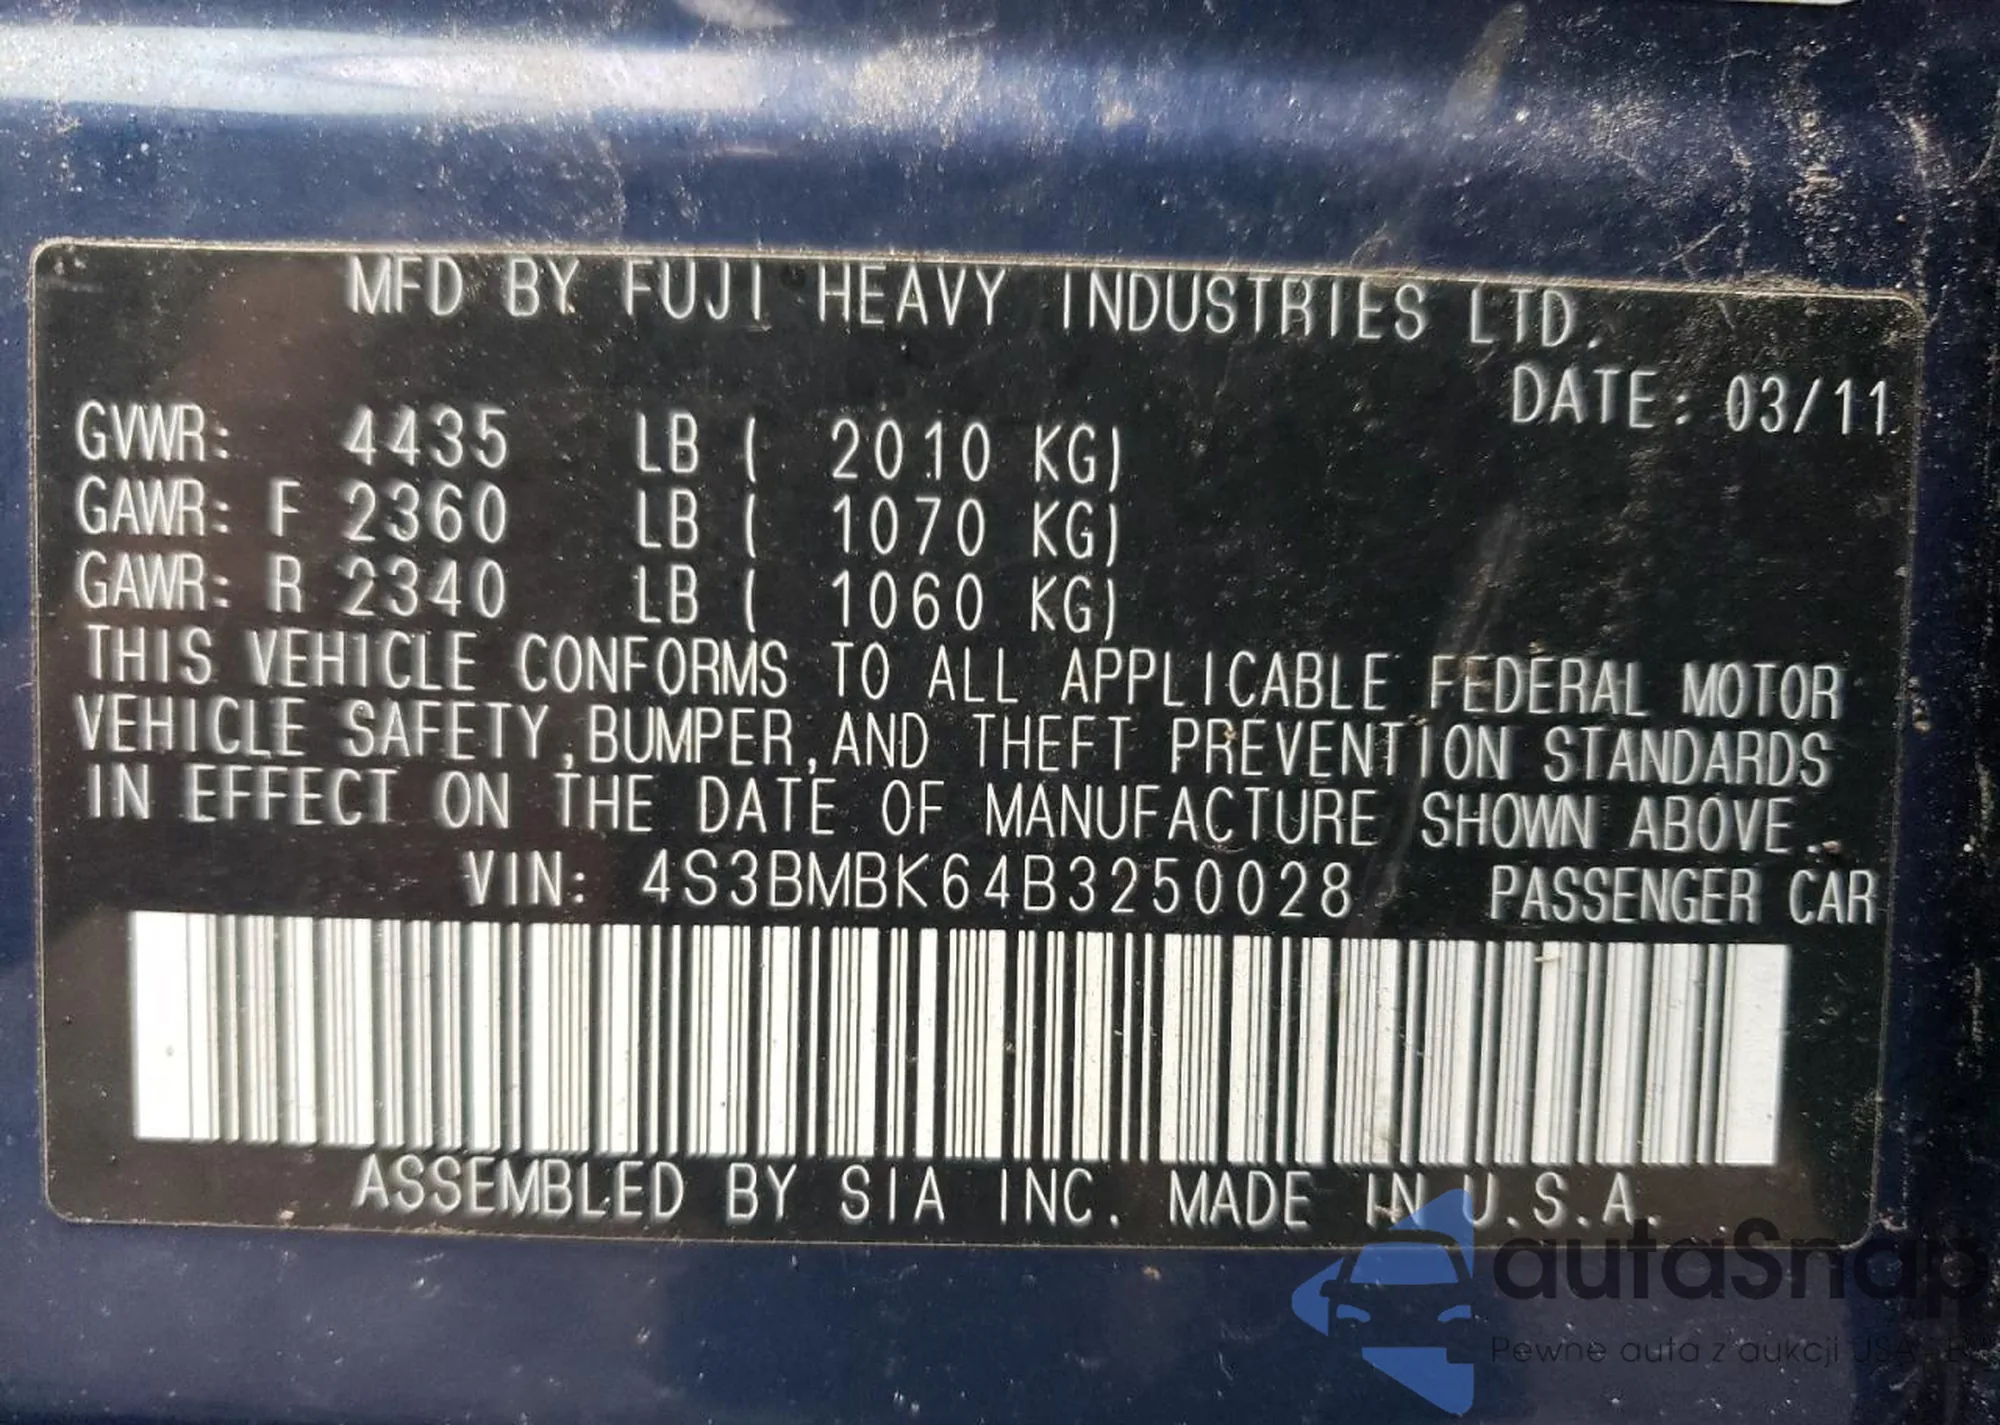 MFD BY FUJI HEAVY INDUSTRIES LTD.
DATE: 03/11
GVWR: 4435 LB ( 2010 KG)
GAWR: F 2360 LB ( 1070 KG)
GAWR: R 2340 LB ( 1060 KG)
THIS VEHICLE CONFORMS TO ALL APPLICABLE FEDERAL MOTOR
VEHICLE SAFETY,BUMPER,AND THEFT PREVENTION STANDARDS
IN EFFECT ON THE DATE OF MANUFACTURE SHOWN ABOVE.
VIN: 4S3BMBK64B3250028 PASSENGER CAR
ASSEMBLED BY SIA INC. MADE IN U.S.A.
autaSnap
Pewne auta z aukcji USA